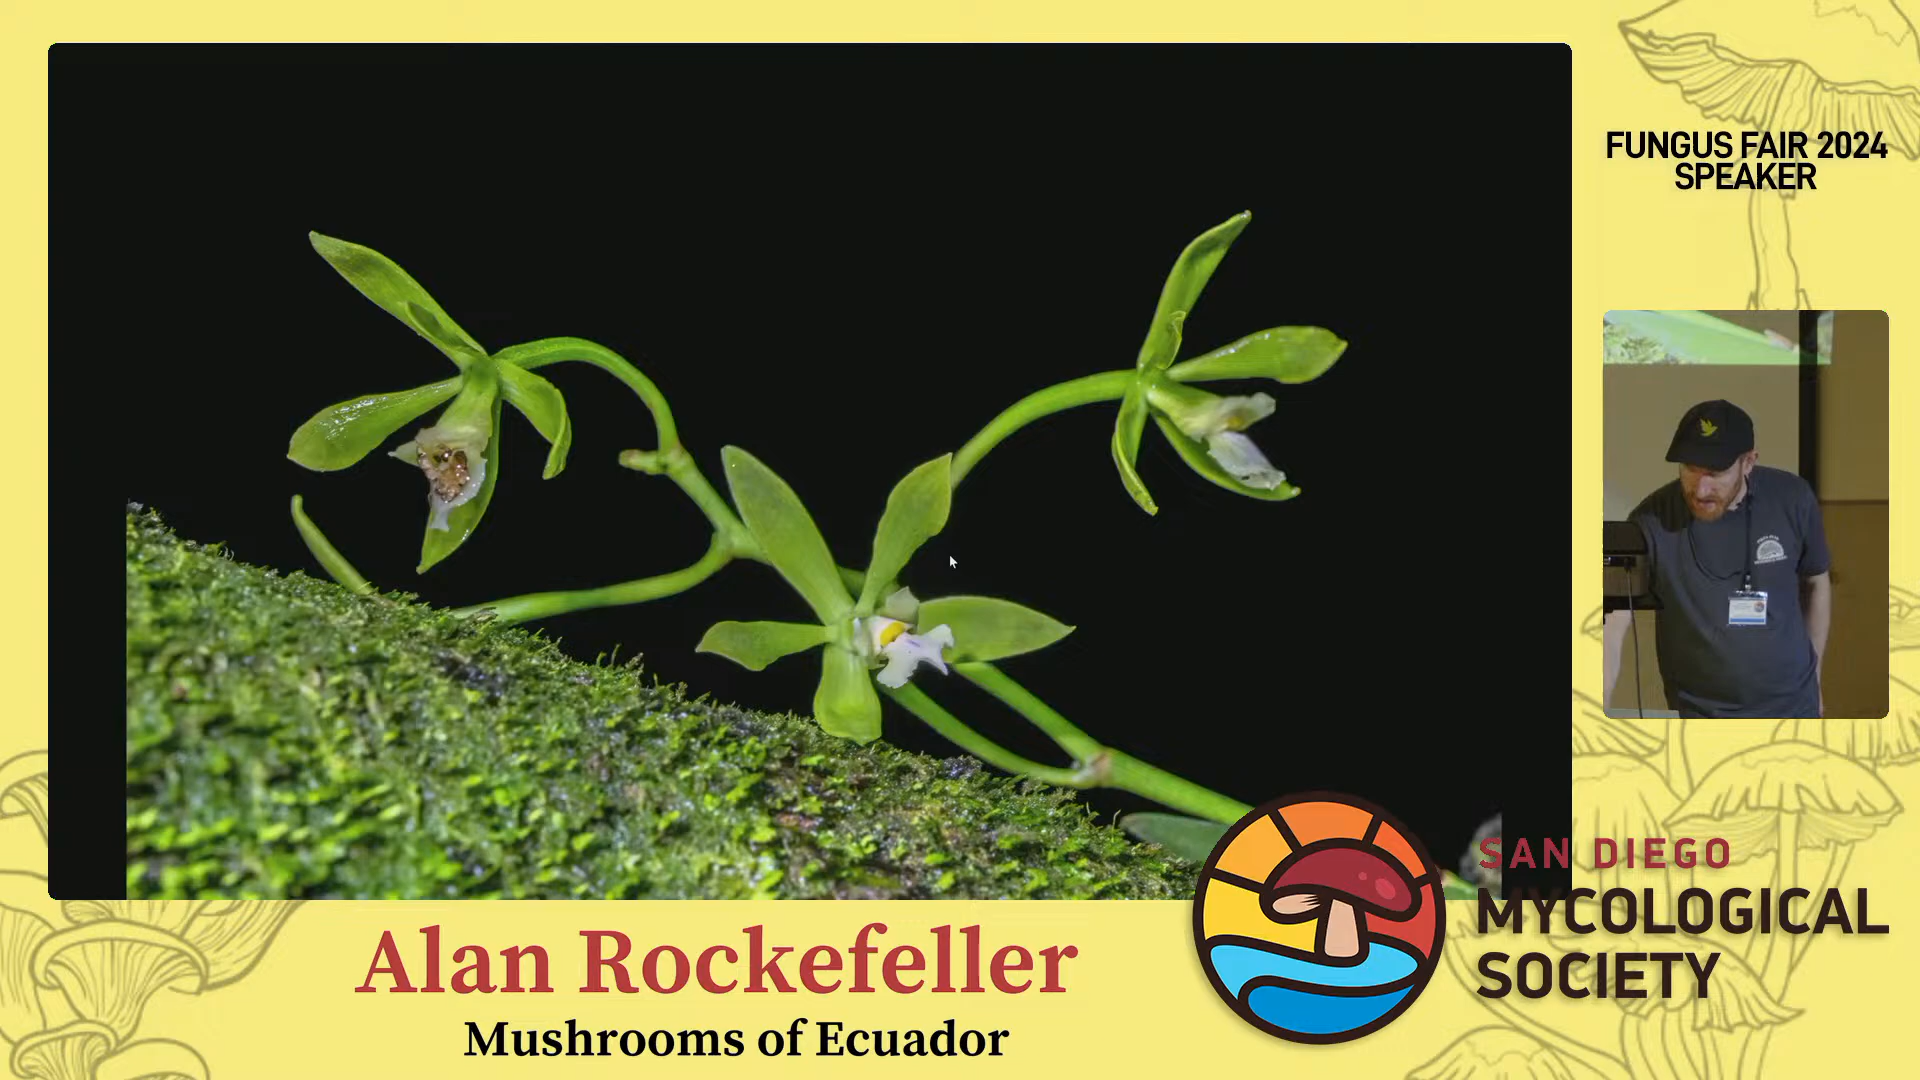 FUNGUS FAIR 2024
SPEAKER
SAN DIEGO
MYCOLOGICAL
SOCIETY
Alan Rockefeller
Mushrooms of Ecuador